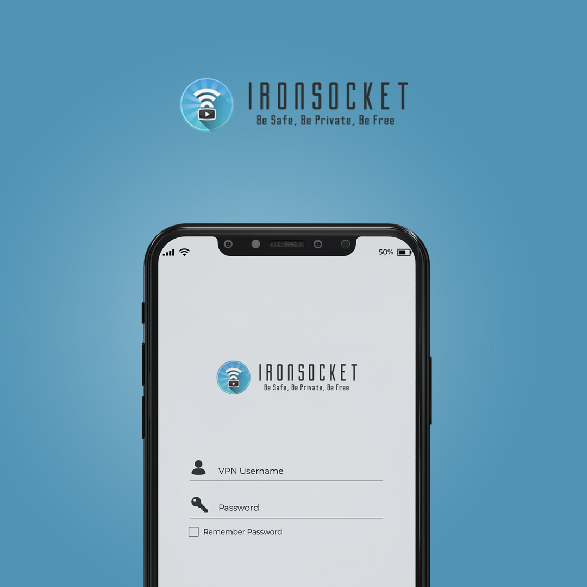 IRONSOCKET
Be Safe, Be Private, Be Free
50%
IRONSOCKET
Be Safe, Be Private, Be Free
VPN Username
Password
Remember Password